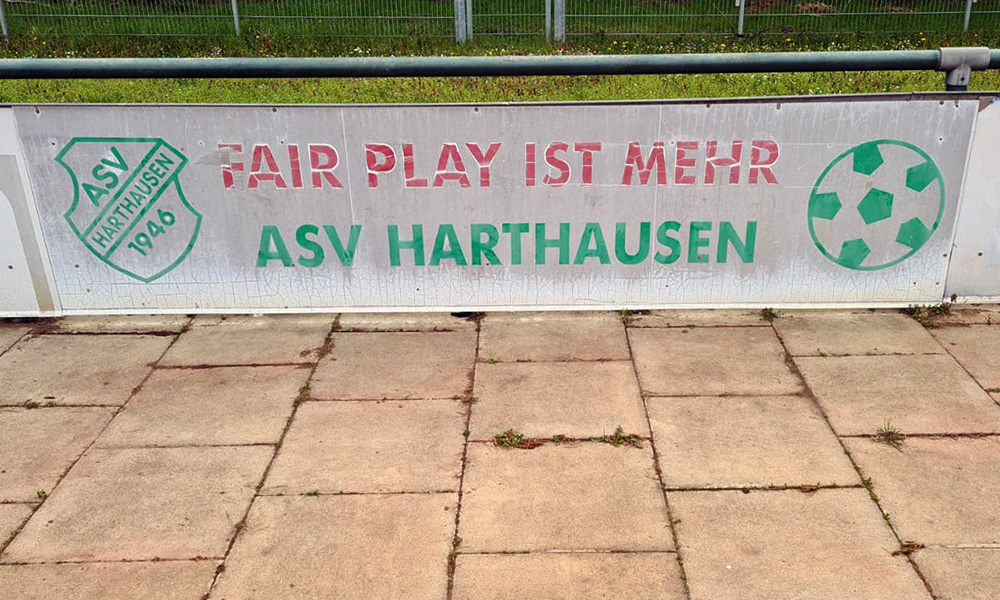 ASV
HARTHAUSEN
1946
FAIR PLAY IST MEHR
ASV HARTHAUSEN